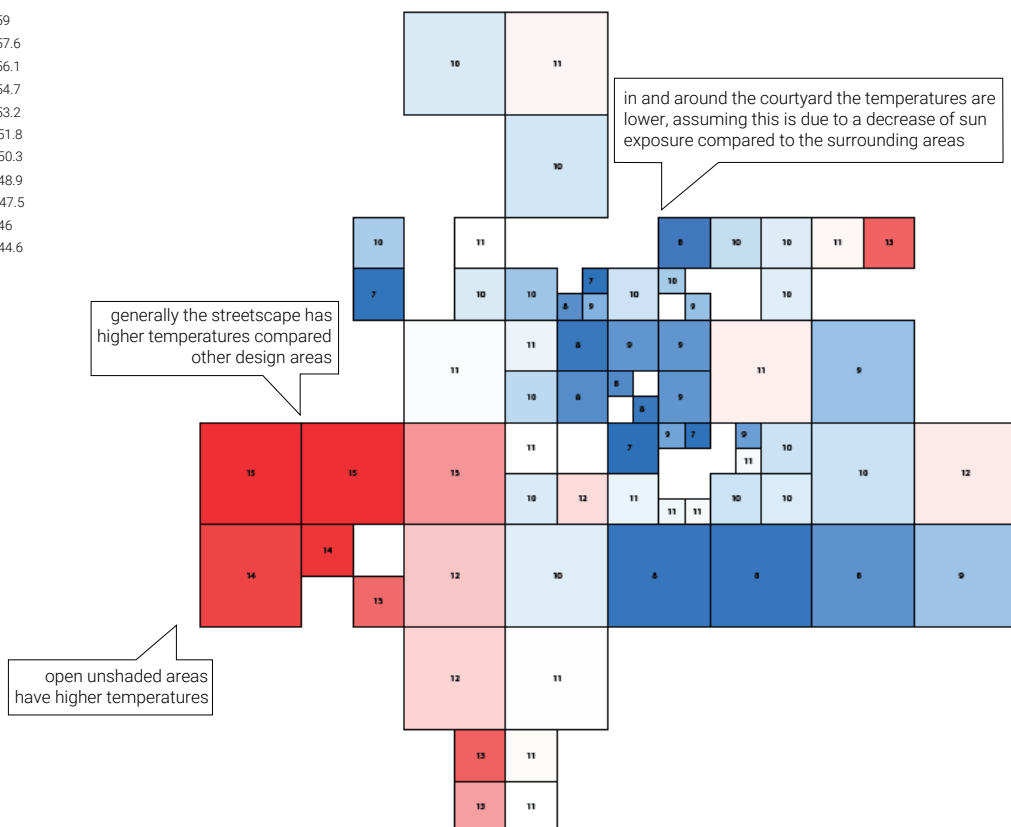 59
57.6
56.1
54.7
53.2
51.8
50.3
48.9
47.5
46
44.6
10 11
in and around the courtyard the temperatures are
lower, assuming this is due to a decrease of sun
exposure compared to the surrounding areas
10
10 11 8 10 10 11 13
7 10 10 7 10 10 10
8 9 9
generally the streetscape has
higher temperatures compared
other design areas
11 11 8 9 9 11 9
10 8 8 9
8
15 15 13 11 7 9 7 9 10 10 12
11
10 12 11 10 10
11 11
14 14 12 10 8 8 8 9
13
open unshaded areas
have higher temperatures
12 11
13 11
13 11